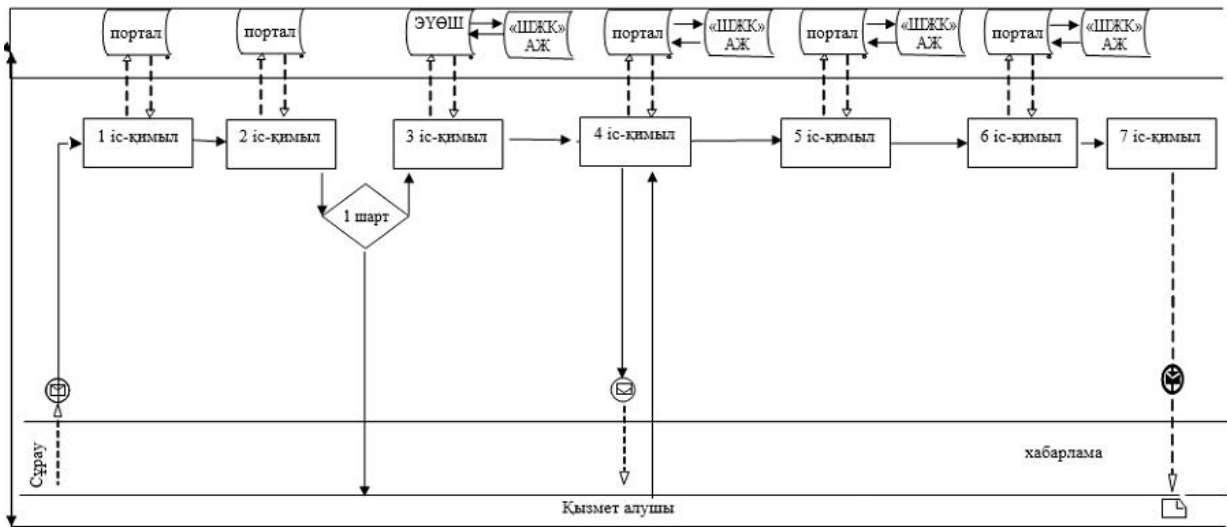 портал
портал
ЭҮӨШ
«ШЖК»
АЖ
портал
«ШЖК»
АЖ
портал
«ШЖК»
АЖ
портал
«ШЖК»
АЖ
1 іс-қимыл
2 іс-қимыл
3 іс-қимыл
4 іс-қимыл
5 іс-қимыл
6 іс-қимыл
7 іс-қимыл
1 шарт
Сұрау
хабарлама
Қызмет алушы